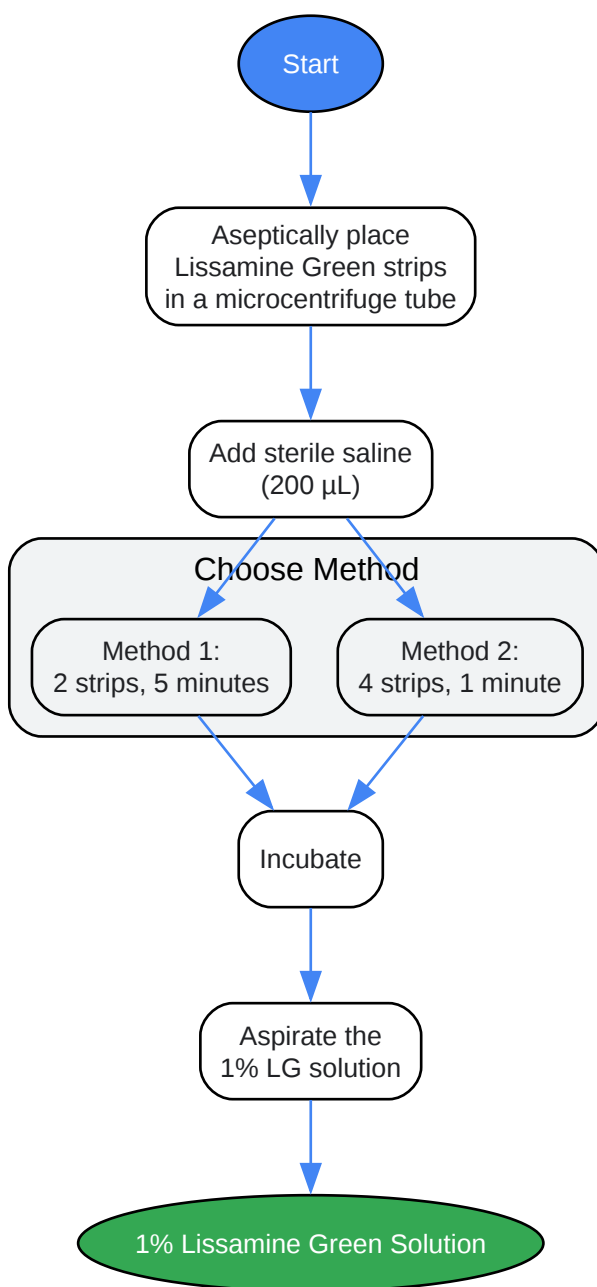 Start
Aseptically place
Lissamine Green strips
in a microcentrifuge tube
Add sterile saline
(200 µL)
Choose Method
Method 1:
2 strips, 5 minutes
Method 2:
4 strips, 1 minute
Incubate
Aspirate the
1% LG solution
1% Lissamine Green Solution